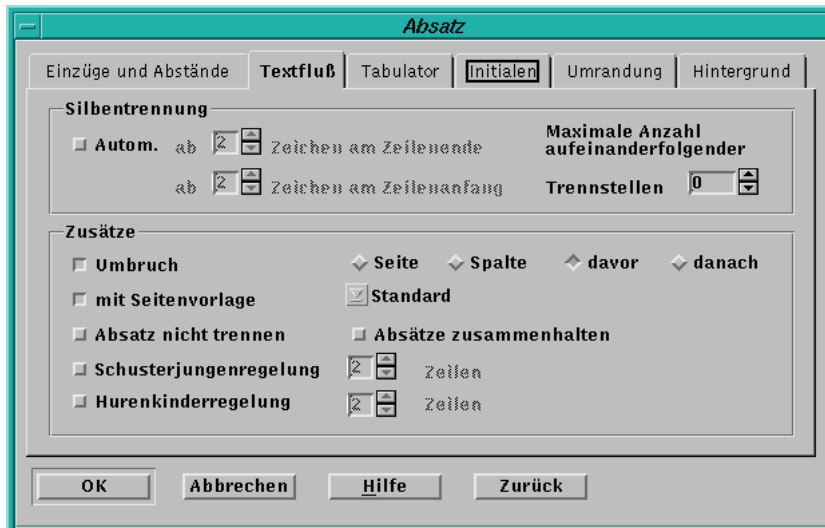 Absatz
Einzüge und Abstände Textfluß Tabulator Initialen Umrandung Hintergrund
Silbentrennung
Autom. ab 2 Zeichen am Zeilenende
ab 2 Zeichen am Zeilenanfang
Maximale Anzahl
aufeinanderfolgender
Trennstellen 0
Zusätze
Umbruch Seite Spalte davor danach
mit Seitenvorlage Standard
Absatz nicht trennen Absätze zusammenhalten
Schusterjungenregelung 2 Zeilen
Hurenkinderregelung 2 Zeilen
OK Abbrechen Hilfe Zurück